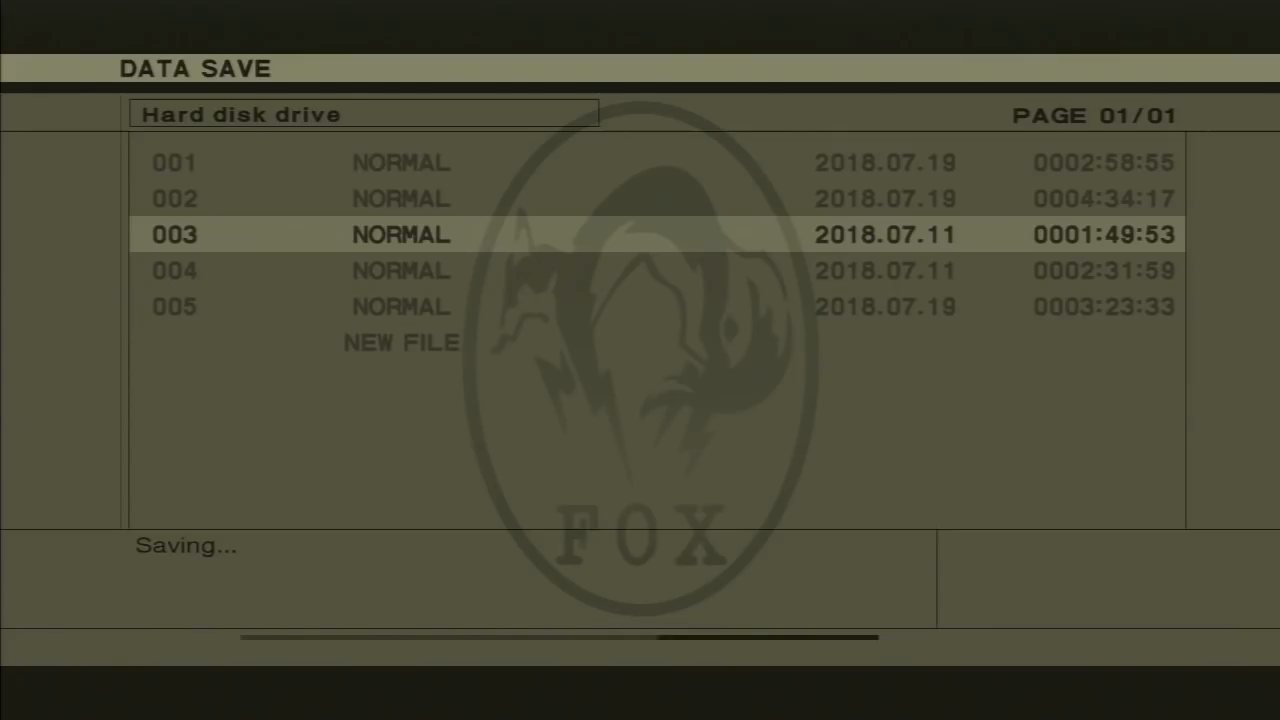 DATA SAVE
Hard disk drive PAGE 01/01
001 NORMAL 2018.07.19 0002:58:55
002 NORMAL 2018.07.19 0004:34:17
003 NORMAL 2018.07.11 0001:49:53
004 NORMAL 2018.07.11 0002:31:59
005 NORMAL 2018.07.19 0003:23:33
NEW FILE
FOX
Saving...